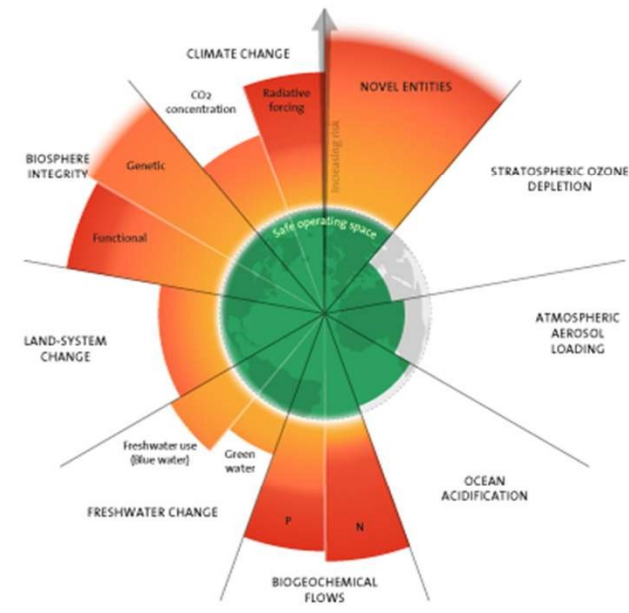 CLIMATE CHANGE
CO2
concentration
Radiative
forcing
NOVEL ENTITIES
Increasing risk
BIOSPHERE
INTEGRITY
Genetic
Functional
STRATOSPHERIC OZONE
DEPLETION
Safe operating space
ATMOSPHERIC
AEROSOL
LOADING
LAND-SYSTEM
CHANGE
Freshwater use
(Blue water)
Green
water
FRESHWATER CHANGE
P
N
OCEAN
ACIDIFICATION
BIOGEOCHEMICAL
FLOWS